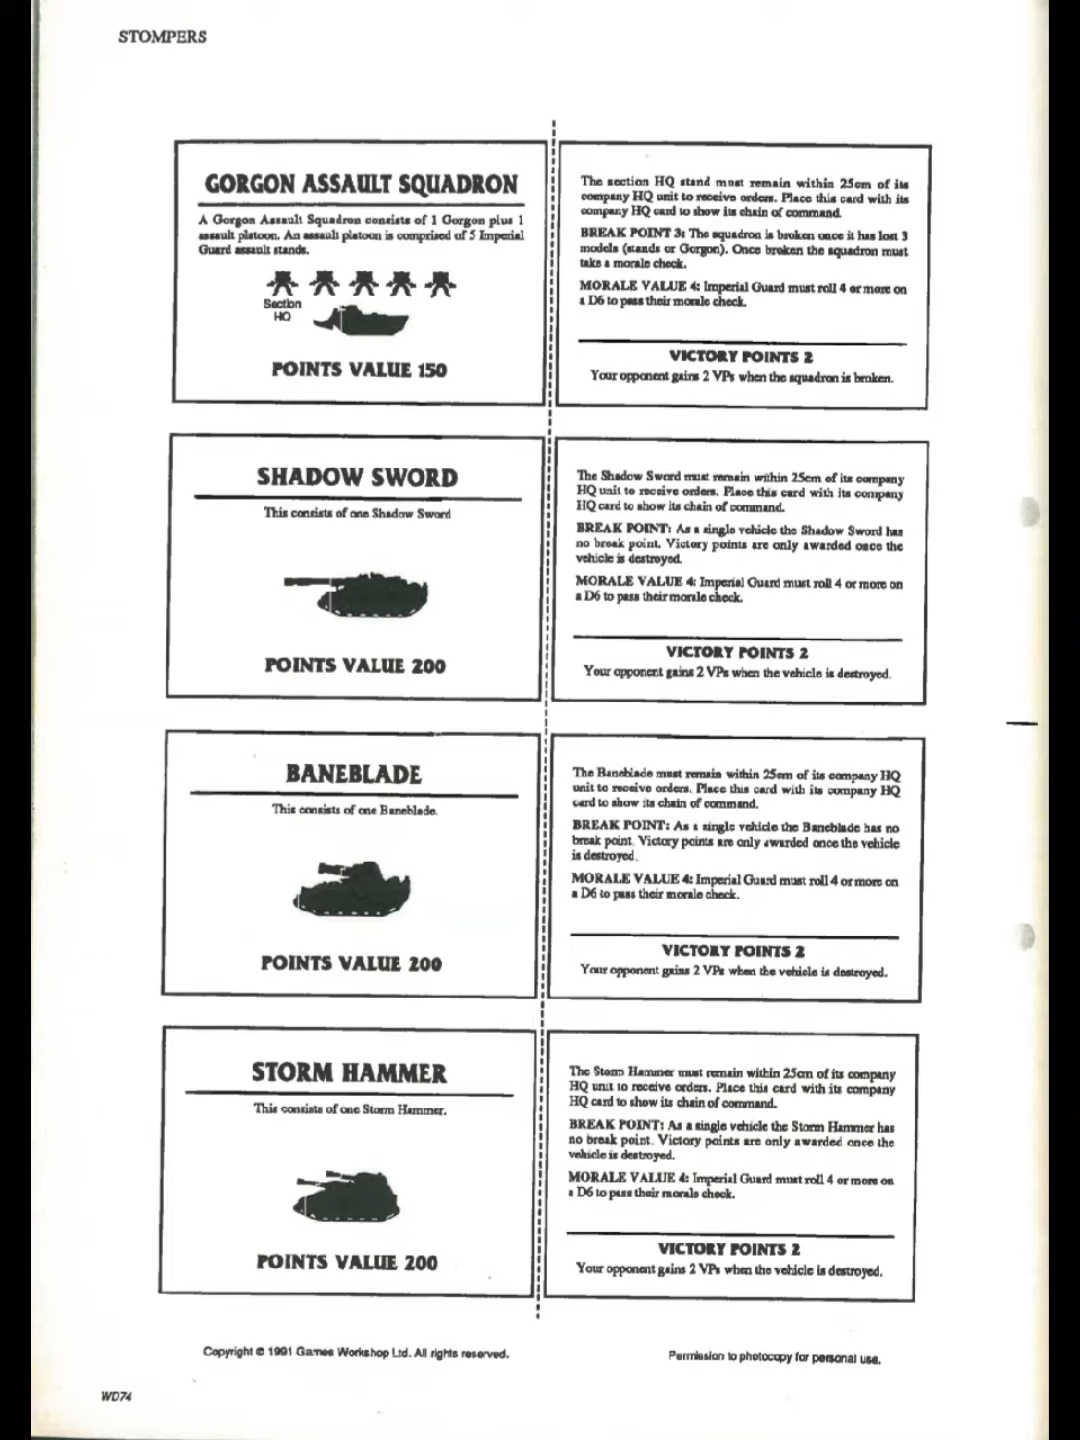 STOMPERS
GORGON ASSAULT SQUADRON
A Gorgon Assault Squadron consists of 1 Gorgon plus 1
assault platoon. An assault platoon is comprised of 5 Imperial
Guard assault stands.
Section
HQ
POINTS VALUE 150
The section HQ stand must remain within 25cm of its
company HQ unit to receive orders. Place this card with its
company HQ card to show its chain of command.
BREAK POINT 3: The squadron is broken once it has lost 3
models (stands or Gorgon). Once broken the squadron must
take a morale check.
MORALE VALUE 4: Imperial Guard must roll 4 or more on
a D6 to pass their morale check.
VICTORY POINTS 2
Your opponent gains 2 VPs when the squadron is broken.
SHADOW SWORD
This consists of one Shadow Sword
POINTS VALUE 200
The Shadow Sword must remain within 25cm of its company
HQ unit to receive orders. Place this card with its company
HQ card to show its chain of command.
BREAK POINT: As a single vehicle the Shadow Sword has
no break point. Victory points are only awarded once the
vehicle is destroyed.
MORALE VALUE 4: Imperial Guard must roll 4 or more on
a D6 to pass their morale check.
VICTORY POINTS 2
Your opponent gains 2 VPs when the vehicle is destroyed.
BANEBLADE
This consists of one Baneblade.
POINTS VALUE 200
The Baneblade must remain within 25cm of its company HQ
unit to receive orders. Place this card with its company HQ
card to show its chain of command.
BREAK POINT: As a single vehicle the Baneblade has no
break point. Victory points are only awarded once the vehicle
is destroyed.
MORALE VALUE 4: Imperial Guard must roll 4 or more on
a D6 to pass their morale check.
VICTORY POINTS 2
Your opponent gains 2 VPs when the vehicle is destroyed.
STORM HAMMER
This consists of one Storm Hammer.
POINTS VALUE 200
The Storm Hammer must remain within 25cm of its company
HQ unit to receive orders. Place this card with its company
HQ card to show its chain of command.
BREAK POINT: As a single vehicle the Storm Hammer has
no break point. Victory points are only awarded once the
vehicle is destroyed.
MORALE VALUE 4: Imperial Guard must roll 4 or more on
a D6 to pass their morale check.
VICTORY POINTS 2
Your opponent gains 2 VPs when the vehicle is destroyed.
Copyright © 1991 Games Workshop Ltd. All rights reserved.
Permission to photocopy for personal use.
WD74